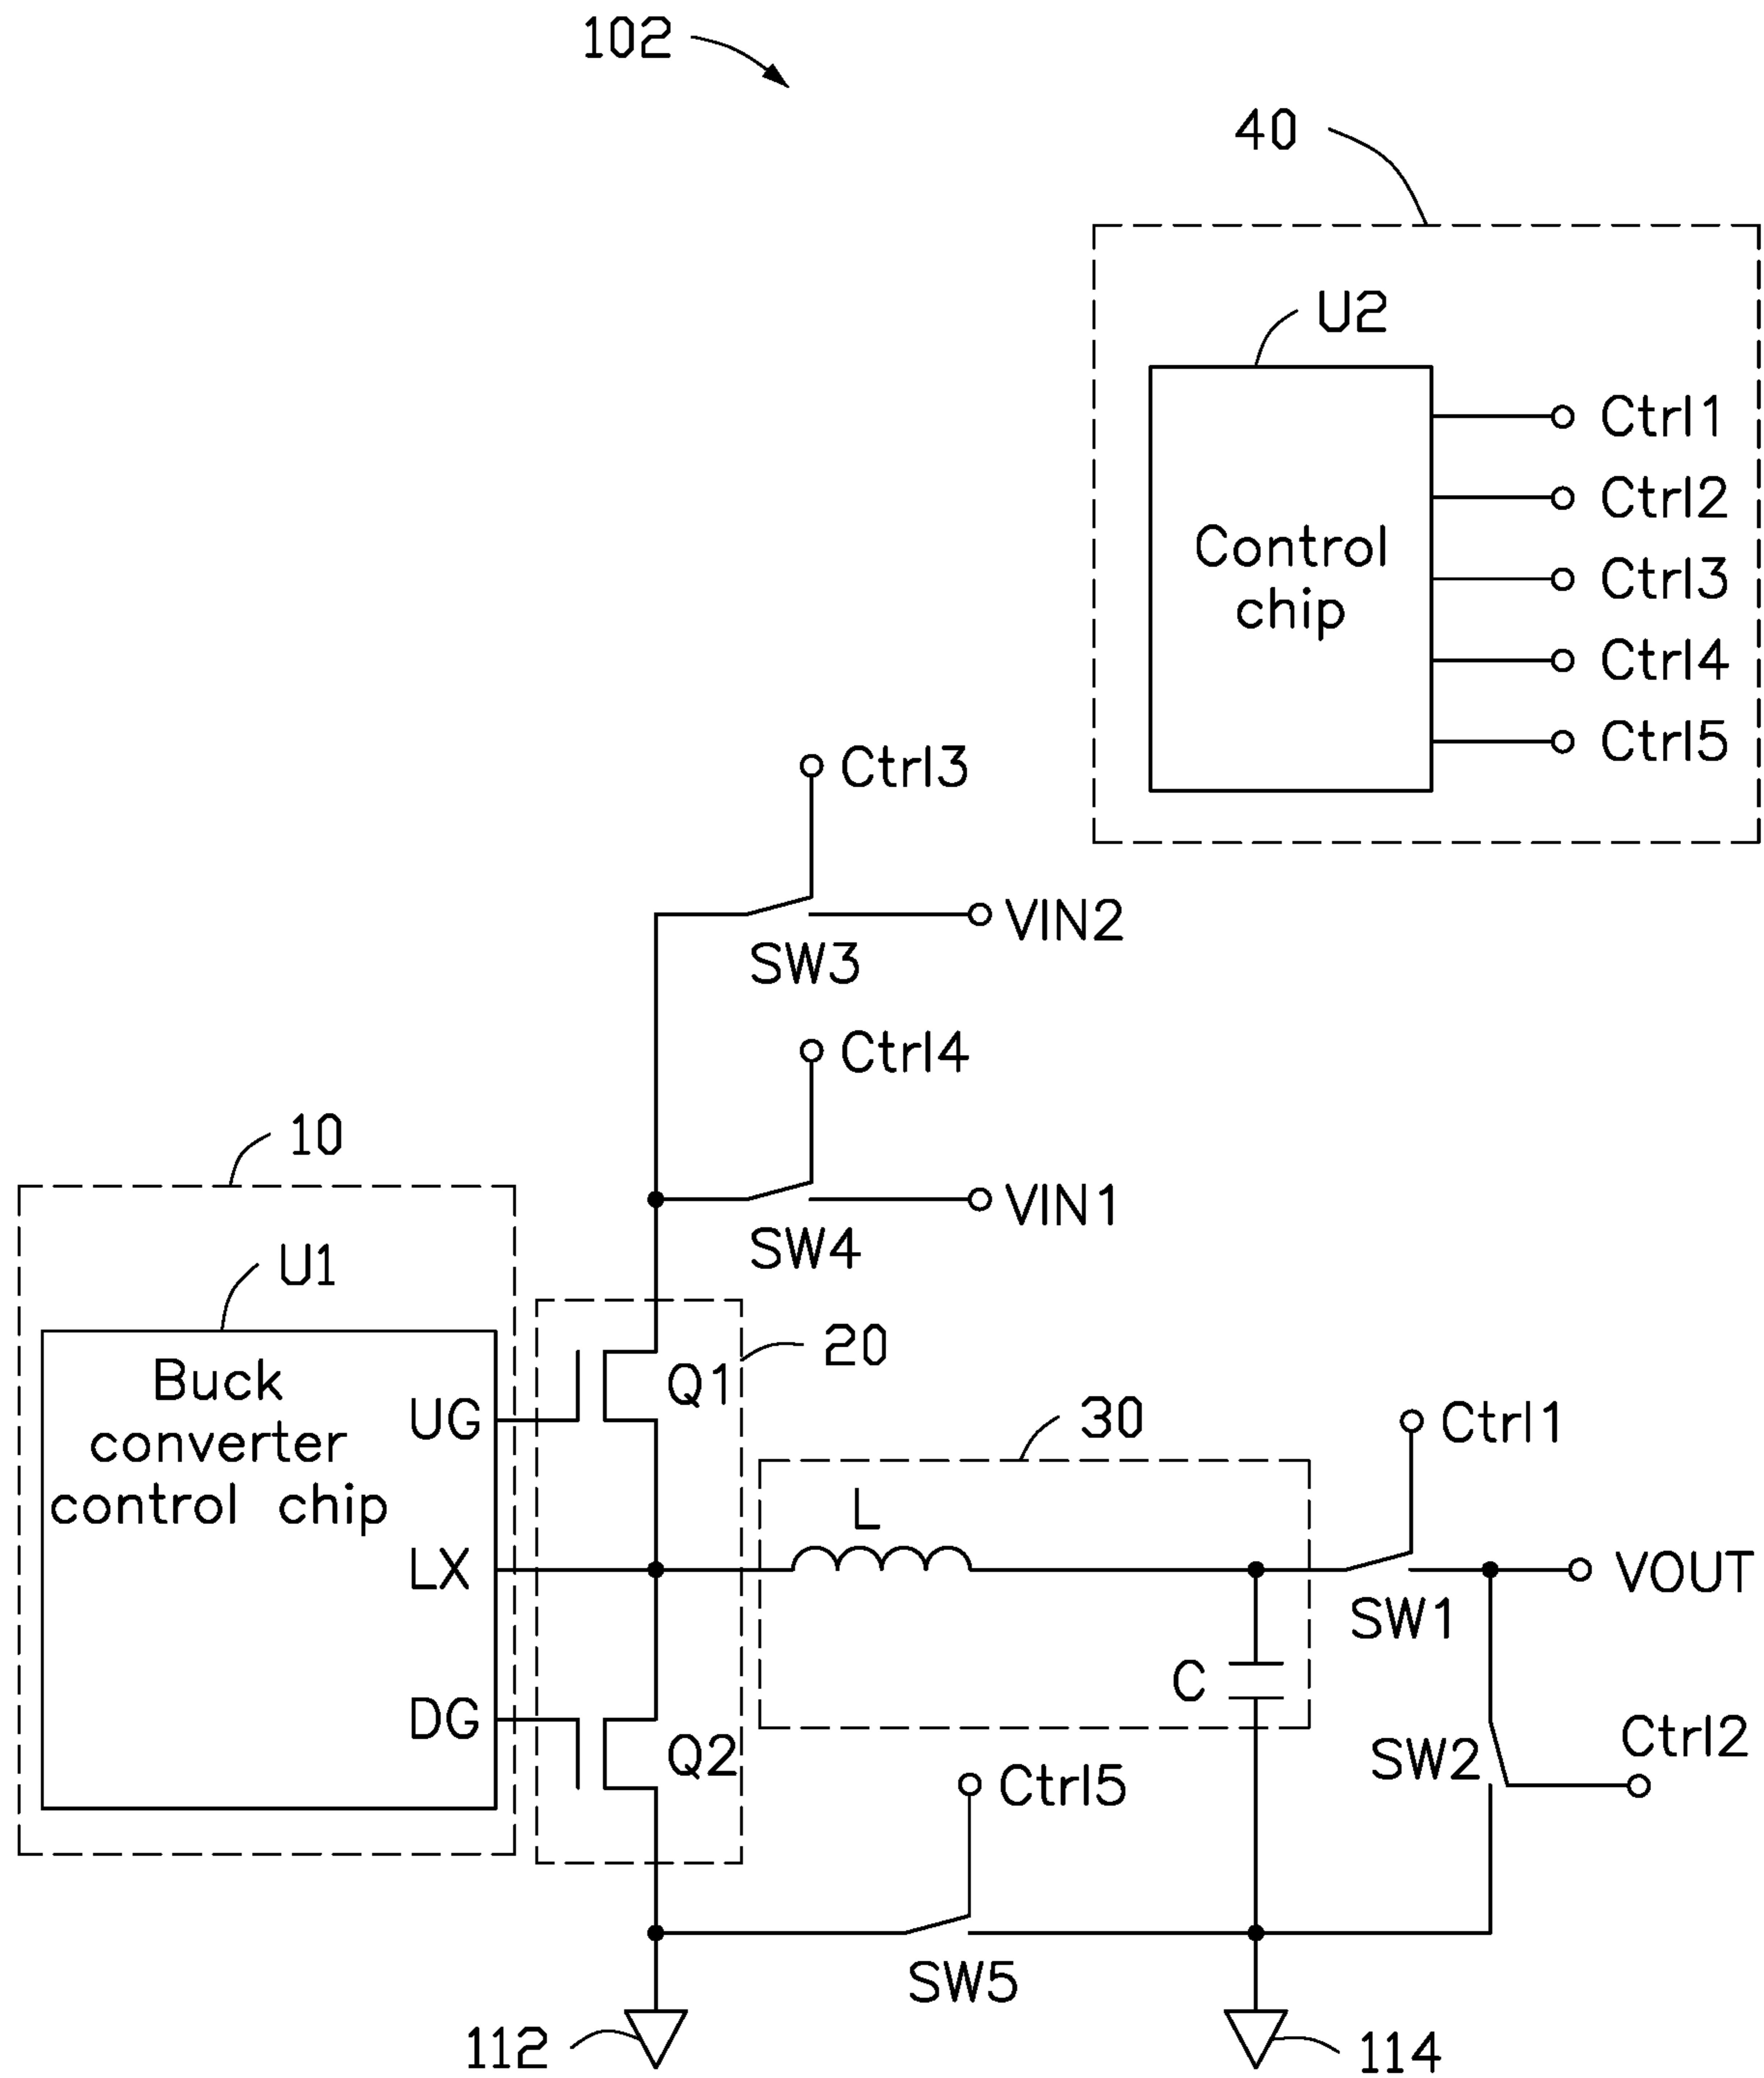 102
40
U2
Control
chip
Ctrl1
Ctrl2
Ctrl3
Ctrl4
Ctrl5
Ctrl3
VIN2
SW3
Ctrl4
VIN1
SW4
10
U1
Buck
converter
control chip
UG
LX
DG
20
Q1
Q2
30
L
C
Ctrl1
SW1
VOUT
SW2
Ctrl2
Ctrl5
SW5
112
114